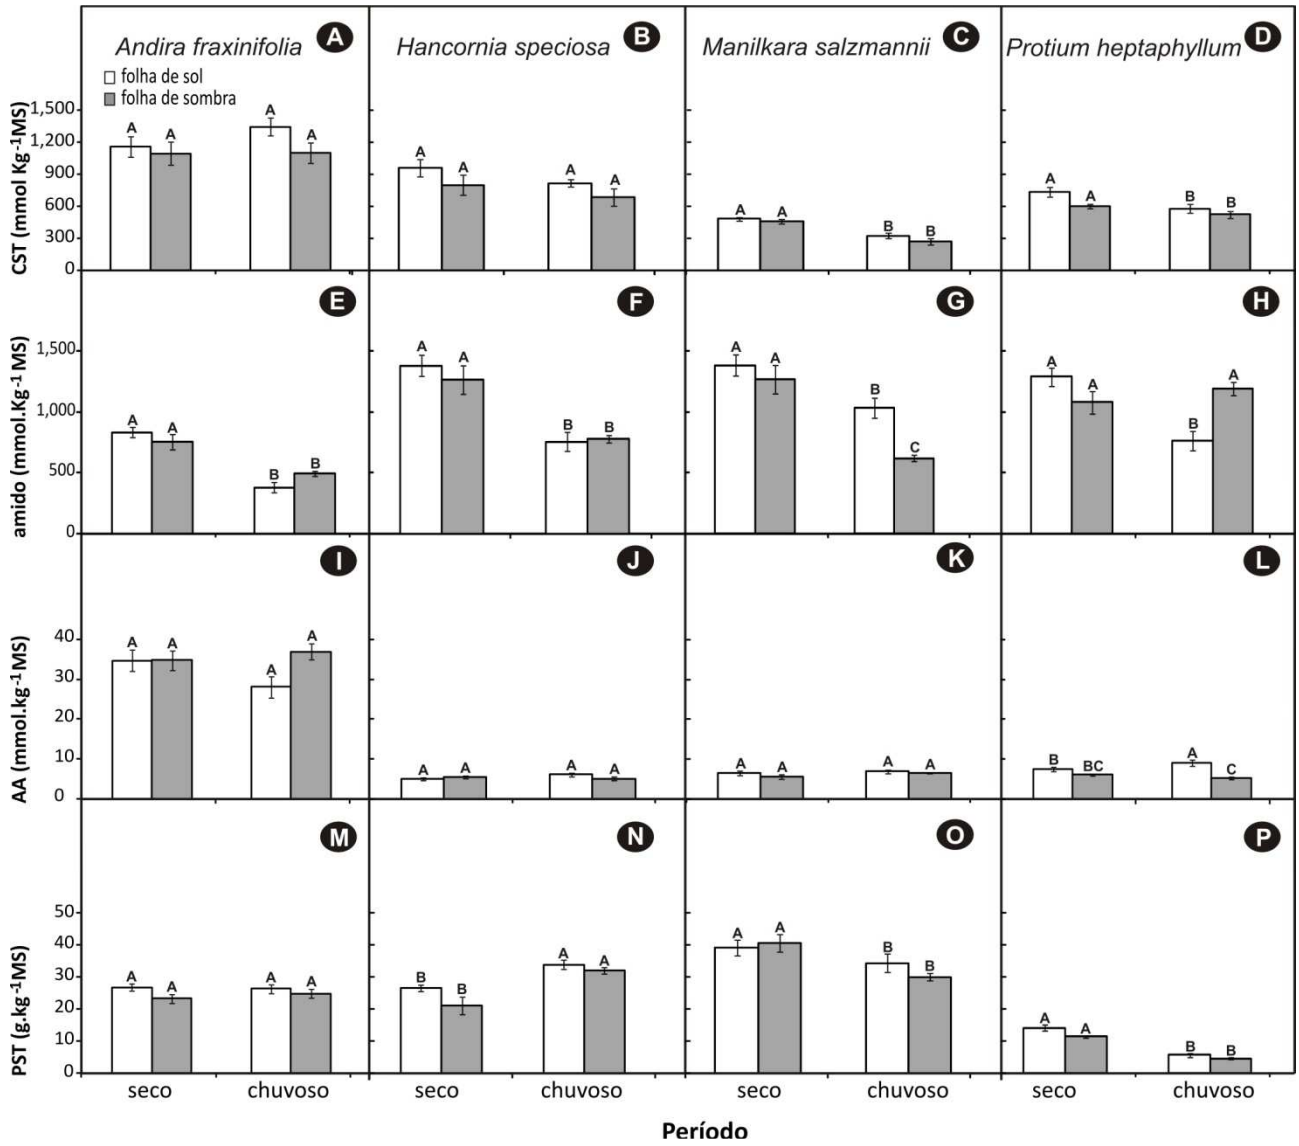 Andira fraxinifolia A
Hancornia speciosa B
Manilkara salzmannii C
Protium heptaphyllum D
folha de sol
folha de sombra
CST (mmol Kg⁻¹MS)
1,500
1,200
900
600
300
0
A A A A
A A A A
A A B B
A A B B
E F G H
amido (mmol.Kg⁻¹MS)
1,500
1,000
500
0
A A B B
A A B B
A A B C
A A B A
I J K L
AA (mmol.kg⁻¹MS)
40
30
20
10
0
A A A A
A A A A
A A A A
B BC A C
M N O P
PST (g.kg⁻¹MS)
50
40
30
20
10
0
A A A A
B B A A
A A B B
A A B B
seco chuvoso seco chuvoso seco chuvoso seco chuvoso
Período